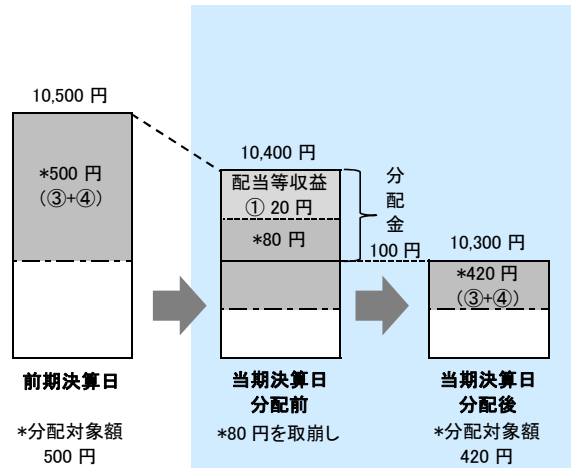 10,500 円
*500 円
(③+④)
前期決算日
*分配対象額
500 円
10,400 円
配当等収益
① 20 円
*80 円
分配金
100 円
当期決算日
分配前
*80 円を取崩し
10,300 円
*420 円
(③+④)
当期決算日
分配後
*分配対象額
420 円